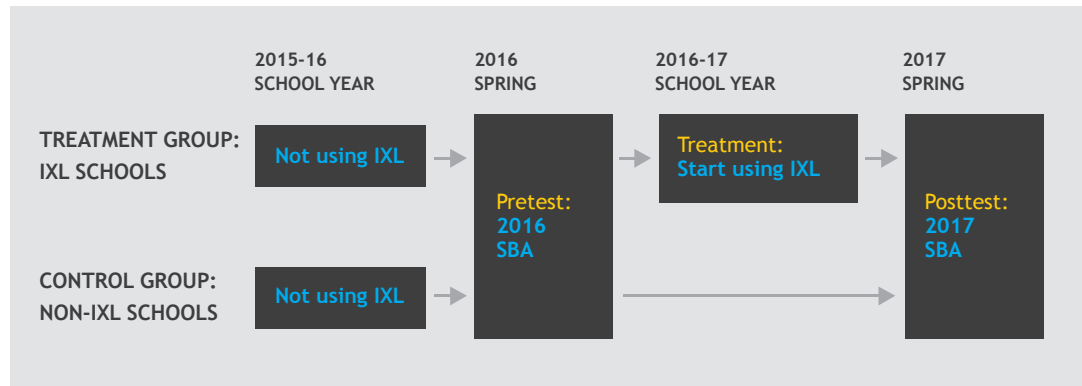 2015-16
SCHOOL YEAR
2016
SPRING
2016-17
SCHOOL YEAR
2017
SPRING
TREATMENT GROUP:
IXL SCHOOLS
Not using IXL
Pretest:
2016
SBA
Treatment:
Start using IXL
Posttest:
2017
SBA
CONTROL GROUP:
NON-IXL SCHOOLS
Not using IXL